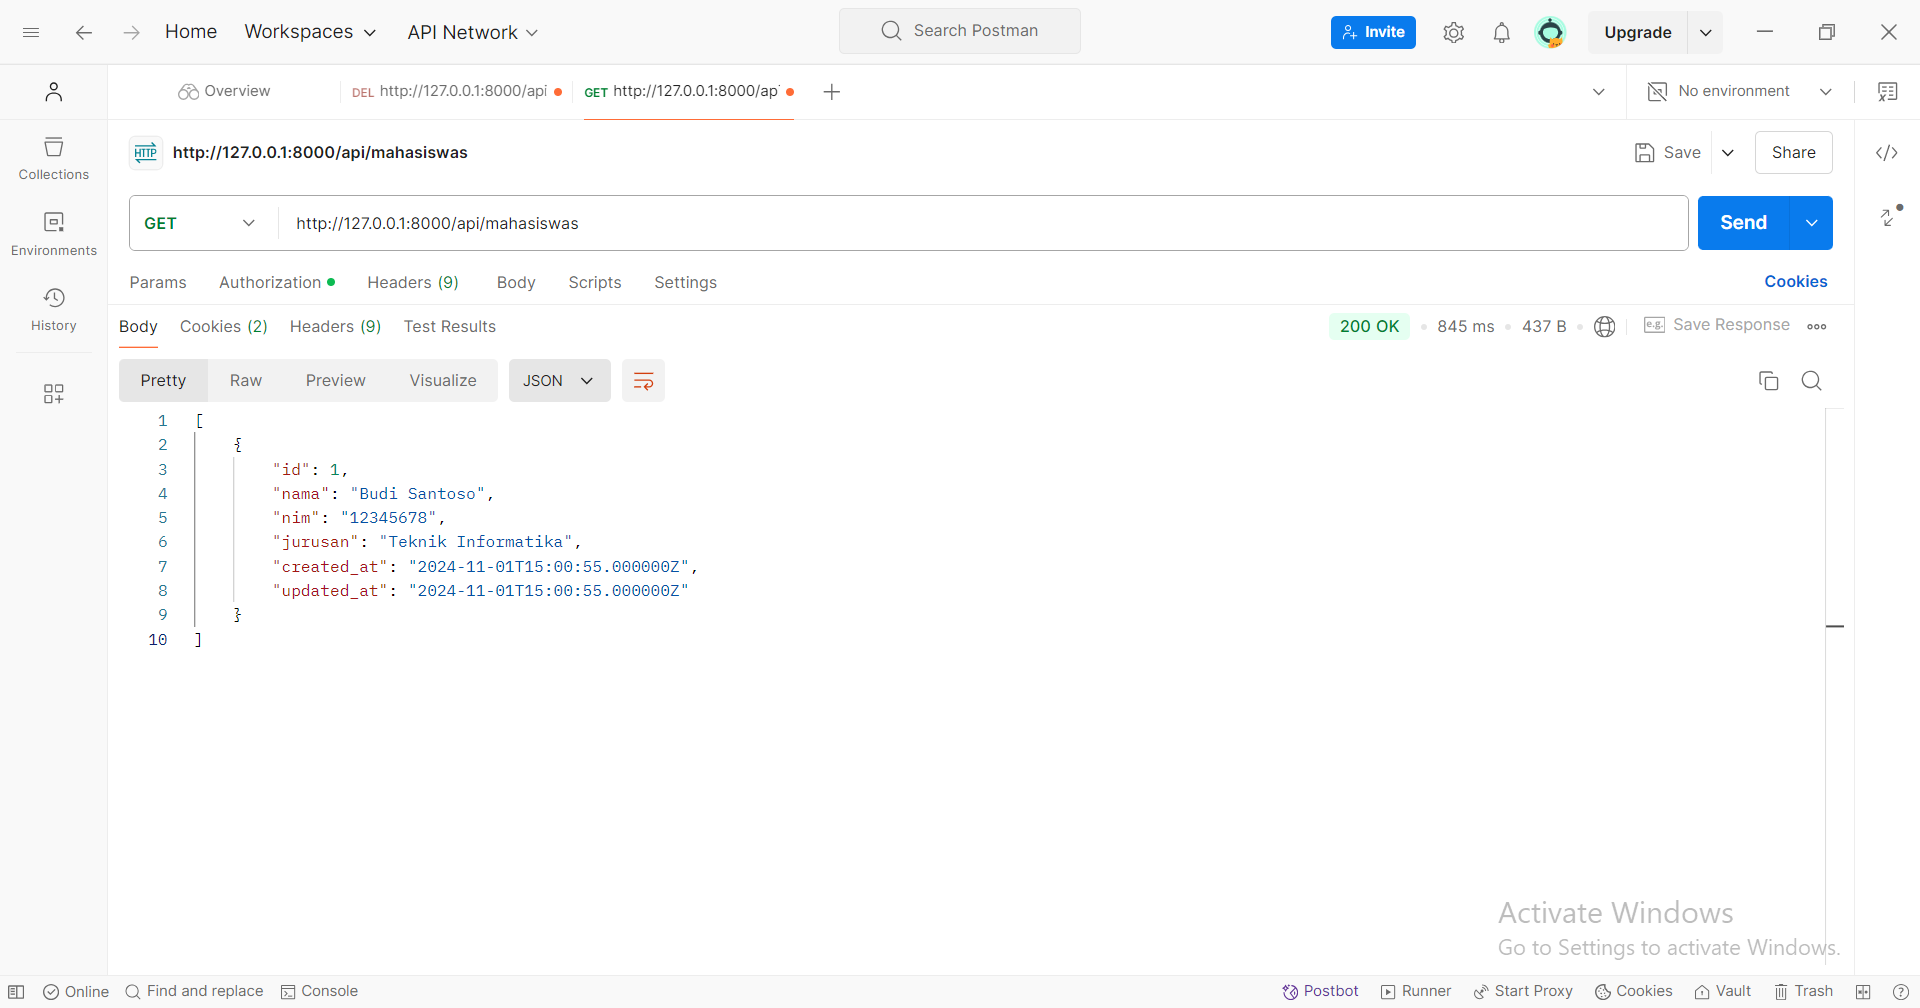 Home Workspaces API Network Search Postman Invite Upgrade
Overview DEL http://127.0.0.1:8000/api GET http://127.0.0.1:8000/ap No environment
HTTP http://127.0.0.1:8000/api/mahasiswas Save Share
Collections
GET http://127.0.0.1:8000/api/mahasiswas Send
Environments
Params Authorization Headers (9) Body Scripts Settings Cookies
History
Body Cookies (2) Headers (9) Test Results 200 OK 845 ms 437 B e.g. Save Response
Pretty Raw Preview Visualize JSON
1 [
2 {
3 "id": 1,
4 "nama": "Budi Santoso",
5 "nim": "12345678",
6 "jurusan": "Teknik Informatika",
7 "created_at": "2024-11-01T15:00:55.000000Z",
8 "updated_at": "2024-11-01T15:00:55.000000Z"
9 }
10 ]
Activate Windows
Go to Settings to activate Windows.
Online Find and replace Console Postbot Runner Start Proxy Cookies Vault Trash